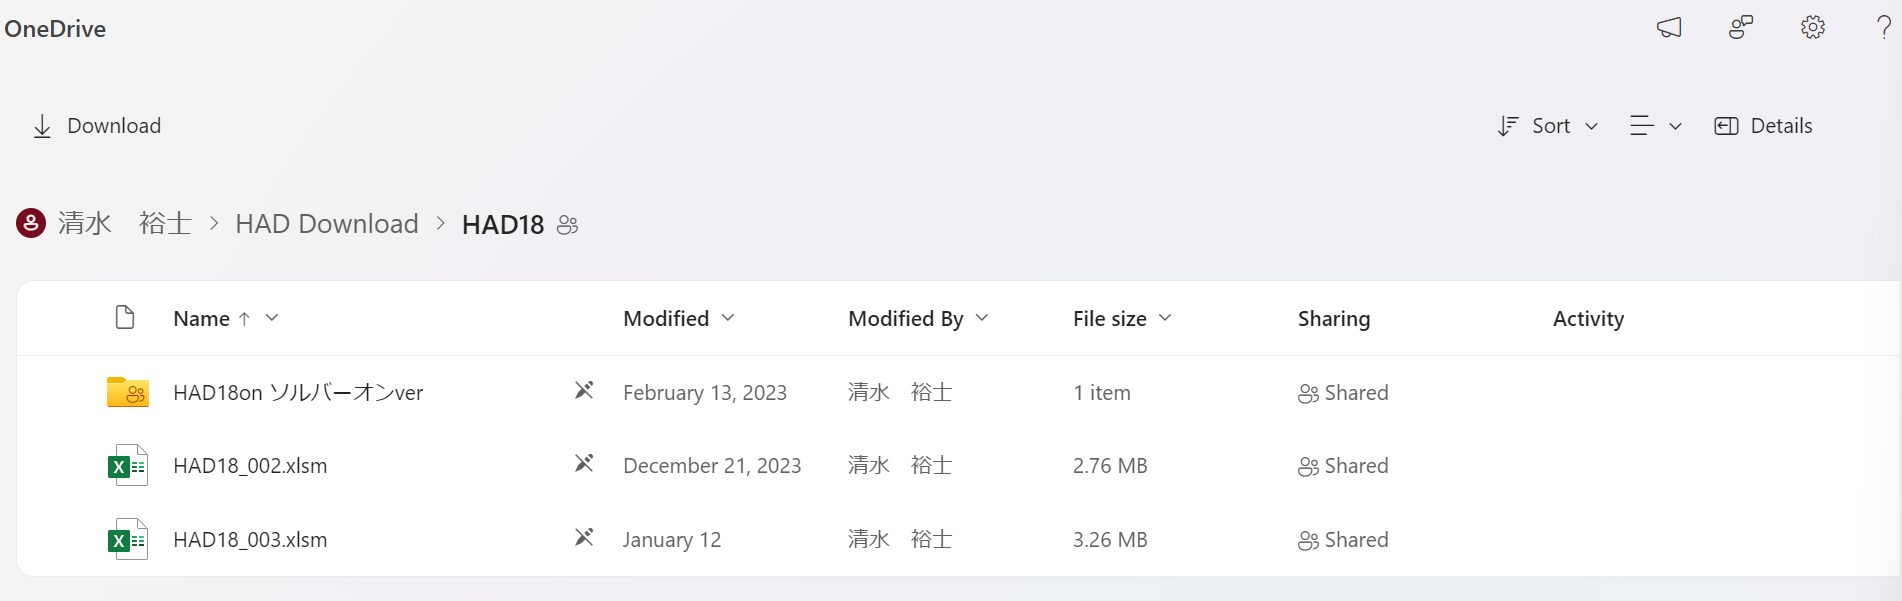 OneDrive
Download
Sort
Details
清水　裕士 > HAD Download > HAD18
Name Modified Modified By File size Sharing Activity
HAD18on ソルバーオンver February 13, 2023 清水　裕士 1 item Shared
HAD18_002.xlsm December 21, 2023 清水　裕士 2.76 MB Shared
HAD18_003.xlsm January 12 清水　裕士 3.26 MB Shared